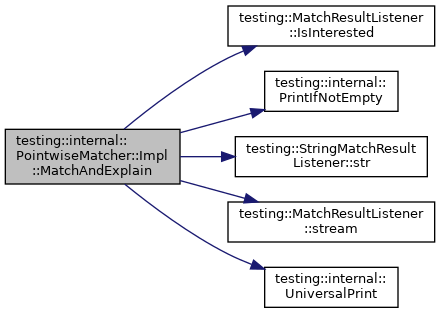 testing::MatchResultListener
::IsInterested
testing::internal::
PrintIfNotEmpty
testing::internal::
PointwiseMatcher::Impl
::MatchAndExplain
testing::StringMatchResult
Listener::str
testing::MatchResultListener
::stream
testing::internal::
UniversalPrint